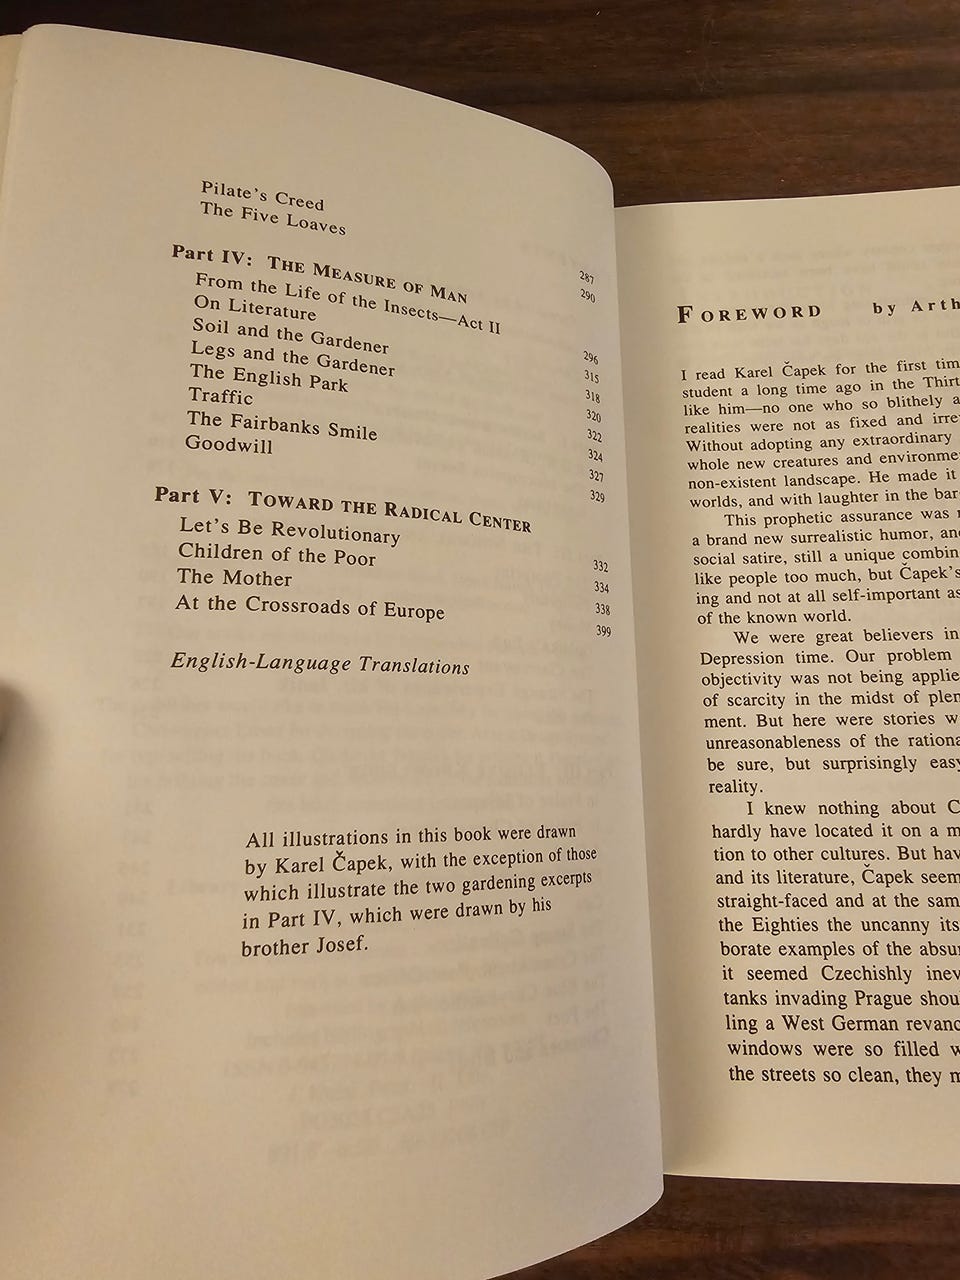 Pilate's Creed 287
The Five Loaves 290
Part IV: THE MEASURE OF MAN
From the Life of the Insects—Act II 296
On Literature 315
Soil and the Gardener 318
Legs and the Gardener 320
The English Park 322
Traffic 324
The Fairbanks Smile 327
Goodwill 329
Part V: TOWARD THE RADICAL CENTER
Let's Be Revolutionary 332
Children of the Poor 334
The Mother 338
At the Crossroads of Europe 399
English-Language Translations
All illustrations in this book were drawn
by Karel Čapek, with the exception of those
which illustrate the two gardening excerpts
in Part IV, which were drawn by his
brother Josef.
FOREWORD by Arth
I read Karel Čapek for the first tim
student a long time ago in the Thirt
like him—no one who so blithely a
realities were not as fixed and irre
Without adopting any extraordinary
whole new creatures and environme
non-existent landscape. He made it
worlds, and with laughter in the bar
This prophetic assurance was
a brand new surrealistic humor, an
social satire, still a unique combin
like people too much, but Čapek's
ing and not at all self-important as
of the known world.
We were great believers in
Depression time. Our problem
objectivity was not being applie
of scarcity in the midst of plen
ment. But here were stories w
unreasonableness of the rationa
be sure, but surprisingly easy
reality.
I knew nothing about C
hardly have located it on a m
tion to other cultures. But hav
and its literature, Čapek seem
straight-faced and at the sam
the Eighties the uncanny its
borate examples of the absu
it seemed Czechishly inev
tanks invading Prague shou
ling a West German revanc
windows were so filled w
the streets so clean, they m